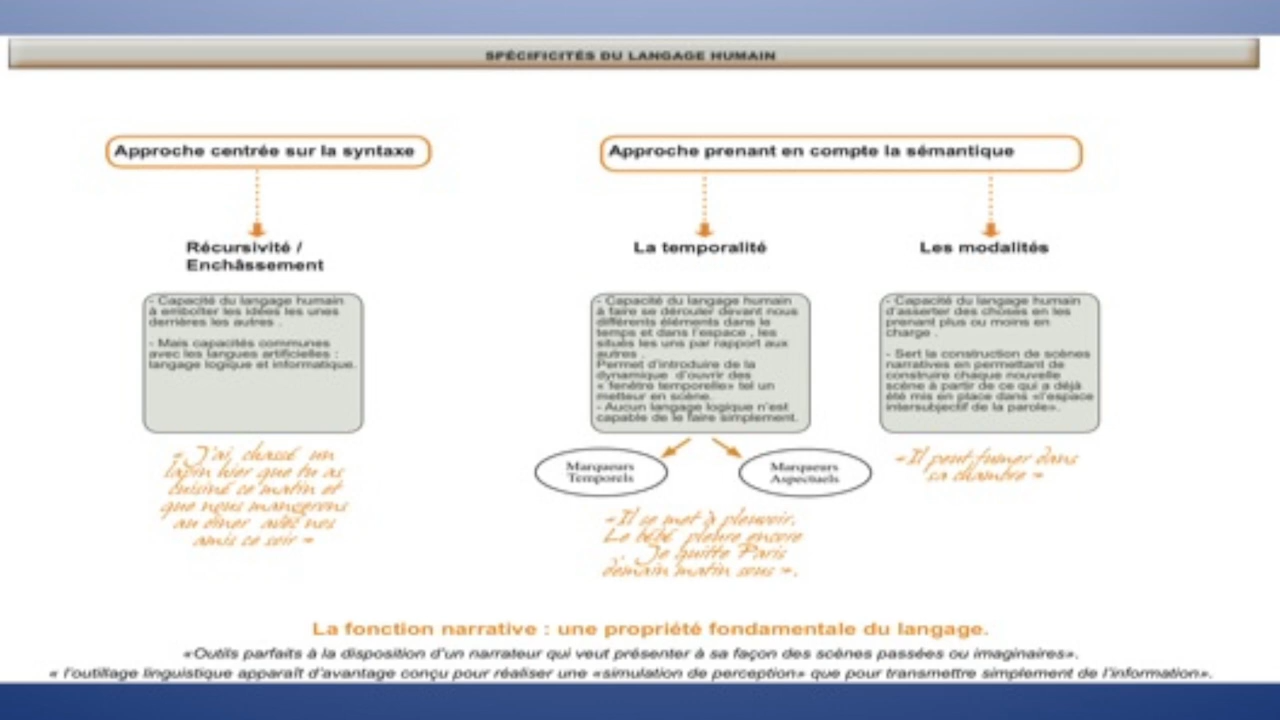 SPÉCIFICITÉS DU LANGAGE HUMAIN
Approche centrée sur la syntaxe
Récursivité /
Enchâssement
- Capacité du langage humain
à emboîter les idées les unes
derrières les autres .
- Mais capacités communes
avec les langues artificielles :
langage logique et informatique.
« J'ai chassé un
lapin hier que tu as
cuisiné ce matin et
que nous mangerons
au dîner avec nos
amis ce soir »
Approche prenant en compte la sémantique
La temporalité
- Capacité du langage humain
à faire se dérouler devant nous
différents éléments dans le
temps et dans l'espace , les
situés les uns par rapport aux
autres .
Permet d'introduire de la
dynamique d'ouvrir des
« fenêtre temporelle» tel un
metteur en scène.
- Aucun langage logique n'est
capable de le faire simplement.
Marqueurs
Temporels
Marqueurs
Aspectuels
«Il se met à pleuvoir.
Le bébé pleure encore
Je quitte Paris
demain matin sous ».
Les modalités
- Capacité du langage humain
d'asserter des choses en les
prenant plus ou moins en
charge .
- Sert la construction de scènes
narratives en permettant de
construire chaque nouvelle
scène à partir de ce qui a déjà
été mis en place dans «l'espace
intersubjectif de la parole».
«Il peut fumer dans
sa chambre »
La fonction narrative : une propriété fondamentale du langage.
«Outils parfaits à la disposition d'un narrateur qui veut présenter à sa façon des scènes passées ou imaginaires».
« l'outillage linguistique apparaît d'avantage conçu pour réaliser une «simulation de perception» que pour transmettre simplement de l'information».